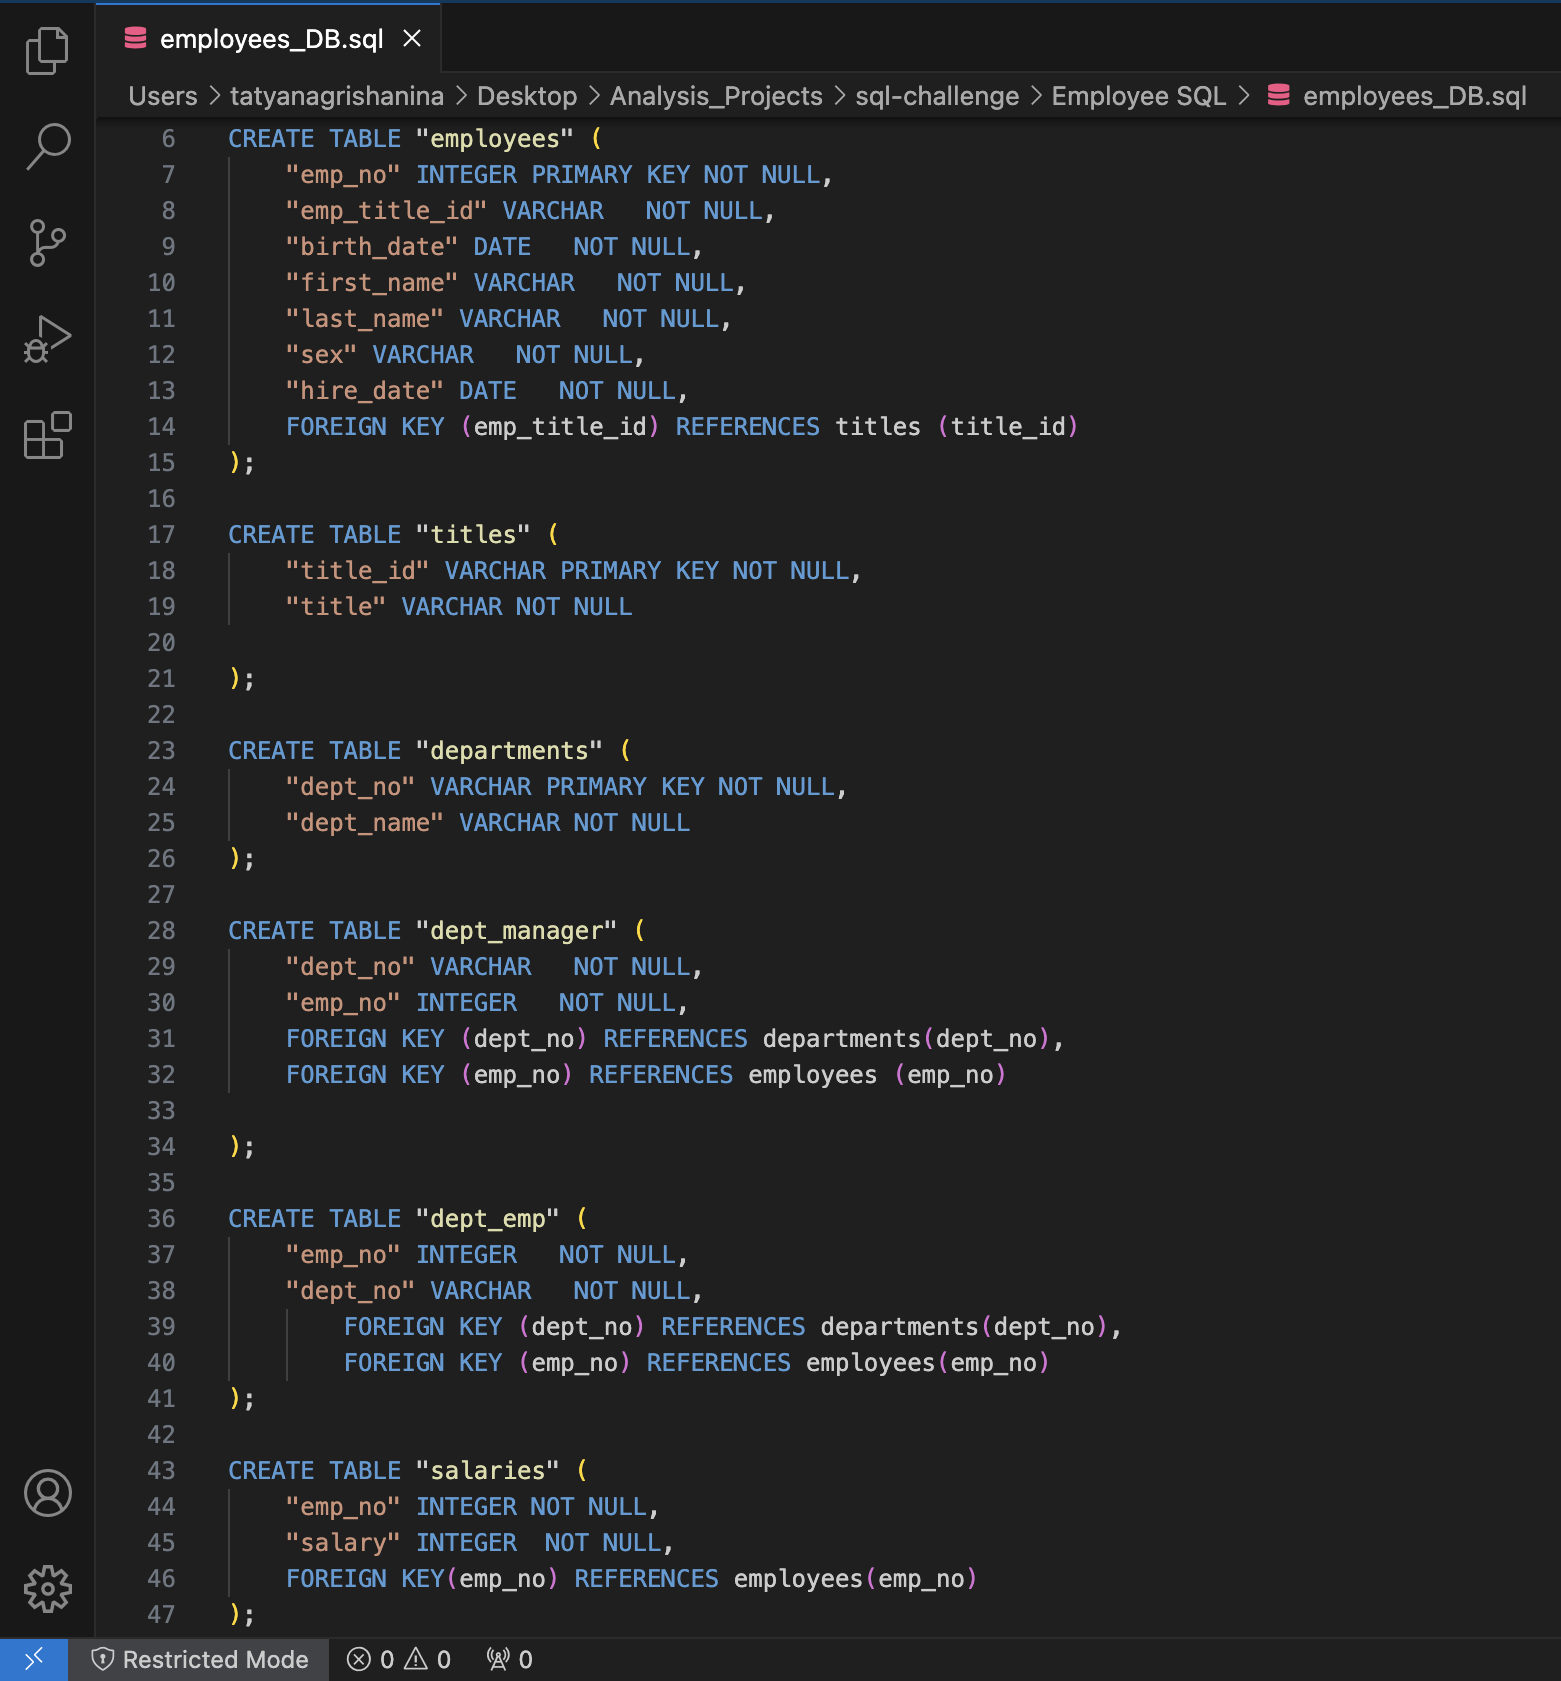 employees_DB.sql
Users > tatyanagrishanina > Desktop > Analysis_Projects > sql-challenge > Employee SQL > employees_DB.sql
6 CREATE TABLE "employees" (
7 "emp_no" INTEGER PRIMARY KEY NOT NULL,
8 "emp_title_id" VARCHAR   NOT NULL,
9 "birth_date" DATE   NOT NULL,
10 "first_name" VARCHAR   NOT NULL,
11 "last_name" VARCHAR   NOT NULL,
12 "sex" VARCHAR   NOT NULL,
13 "hire_date" DATE   NOT NULL,
14 FOREIGN KEY (emp_title_id) REFERENCES titles (title_id)
15 );
16
17 CREATE TABLE "titles" (
18 "title_id" VARCHAR PRIMARY KEY NOT NULL,
19 "title" VARCHAR NOT NULL
20
21 );
22
23 CREATE TABLE "departments" (
24 "dept_no" VARCHAR PRIMARY KEY NOT NULL,
25 "dept_name" VARCHAR NOT NULL
26 );
27
28 CREATE TABLE "dept_manager" (
29 "dept_no" VARCHAR   NOT NULL,
30 "emp_no" INTEGER   NOT NULL,
31 FOREIGN KEY (dept_no) REFERENCES departments(dept_no),
32 FOREIGN KEY (emp_no) REFERENCES employees (emp_no)
33
34 );
35
36 CREATE TABLE "dept_emp" (
37 "emp_no" INTEGER   NOT NULL,
38 "dept_no" VARCHAR   NOT NULL,
39 FOREIGN KEY (dept_no) REFERENCES departments(dept_no),
40 FOREIGN KEY (emp_no) REFERENCES employees(emp_no)
41 );
42
43 CREATE TABLE "salaries" (
44 "emp_no" INTEGER NOT NULL,
45 "salary" INTEGER  NOT NULL,
46 FOREIGN KEY(emp_no) REFERENCES employees(emp_no)
47 );
Restricted Mode 0 0 0